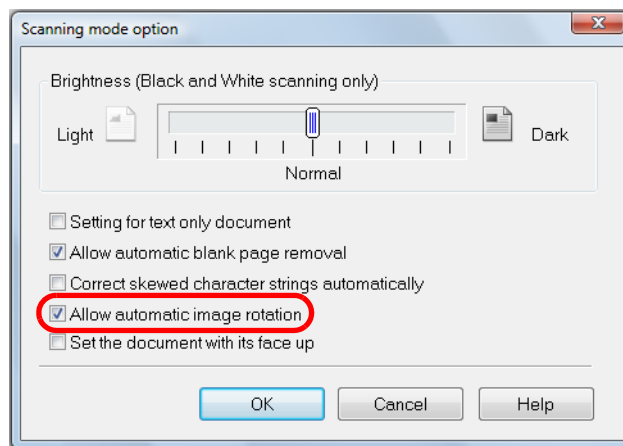 Scanning mode option
Brightness (Black and White scanning only)
Light
Dark
Normal
Setting for text only document
Allow automatic blank page removal
Correct skewed character strings automatically
Allow automatic image rotation
Set the document with its face up
OK Cancel Help